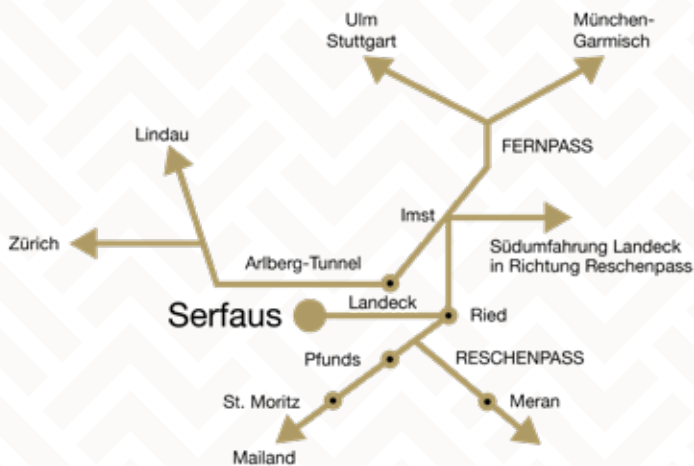 Ulm
Stuttgart
München-
Garmisch
Lindau
FERNPASS
Imst
Zürich
Arlberg-Tunnel
Südumfahrung Landeck
in Richtung Reschenpass
Landeck
Serfaus
Ried
Pfunds
RESCHENPASS
St. Moritz
Meran
Mailand